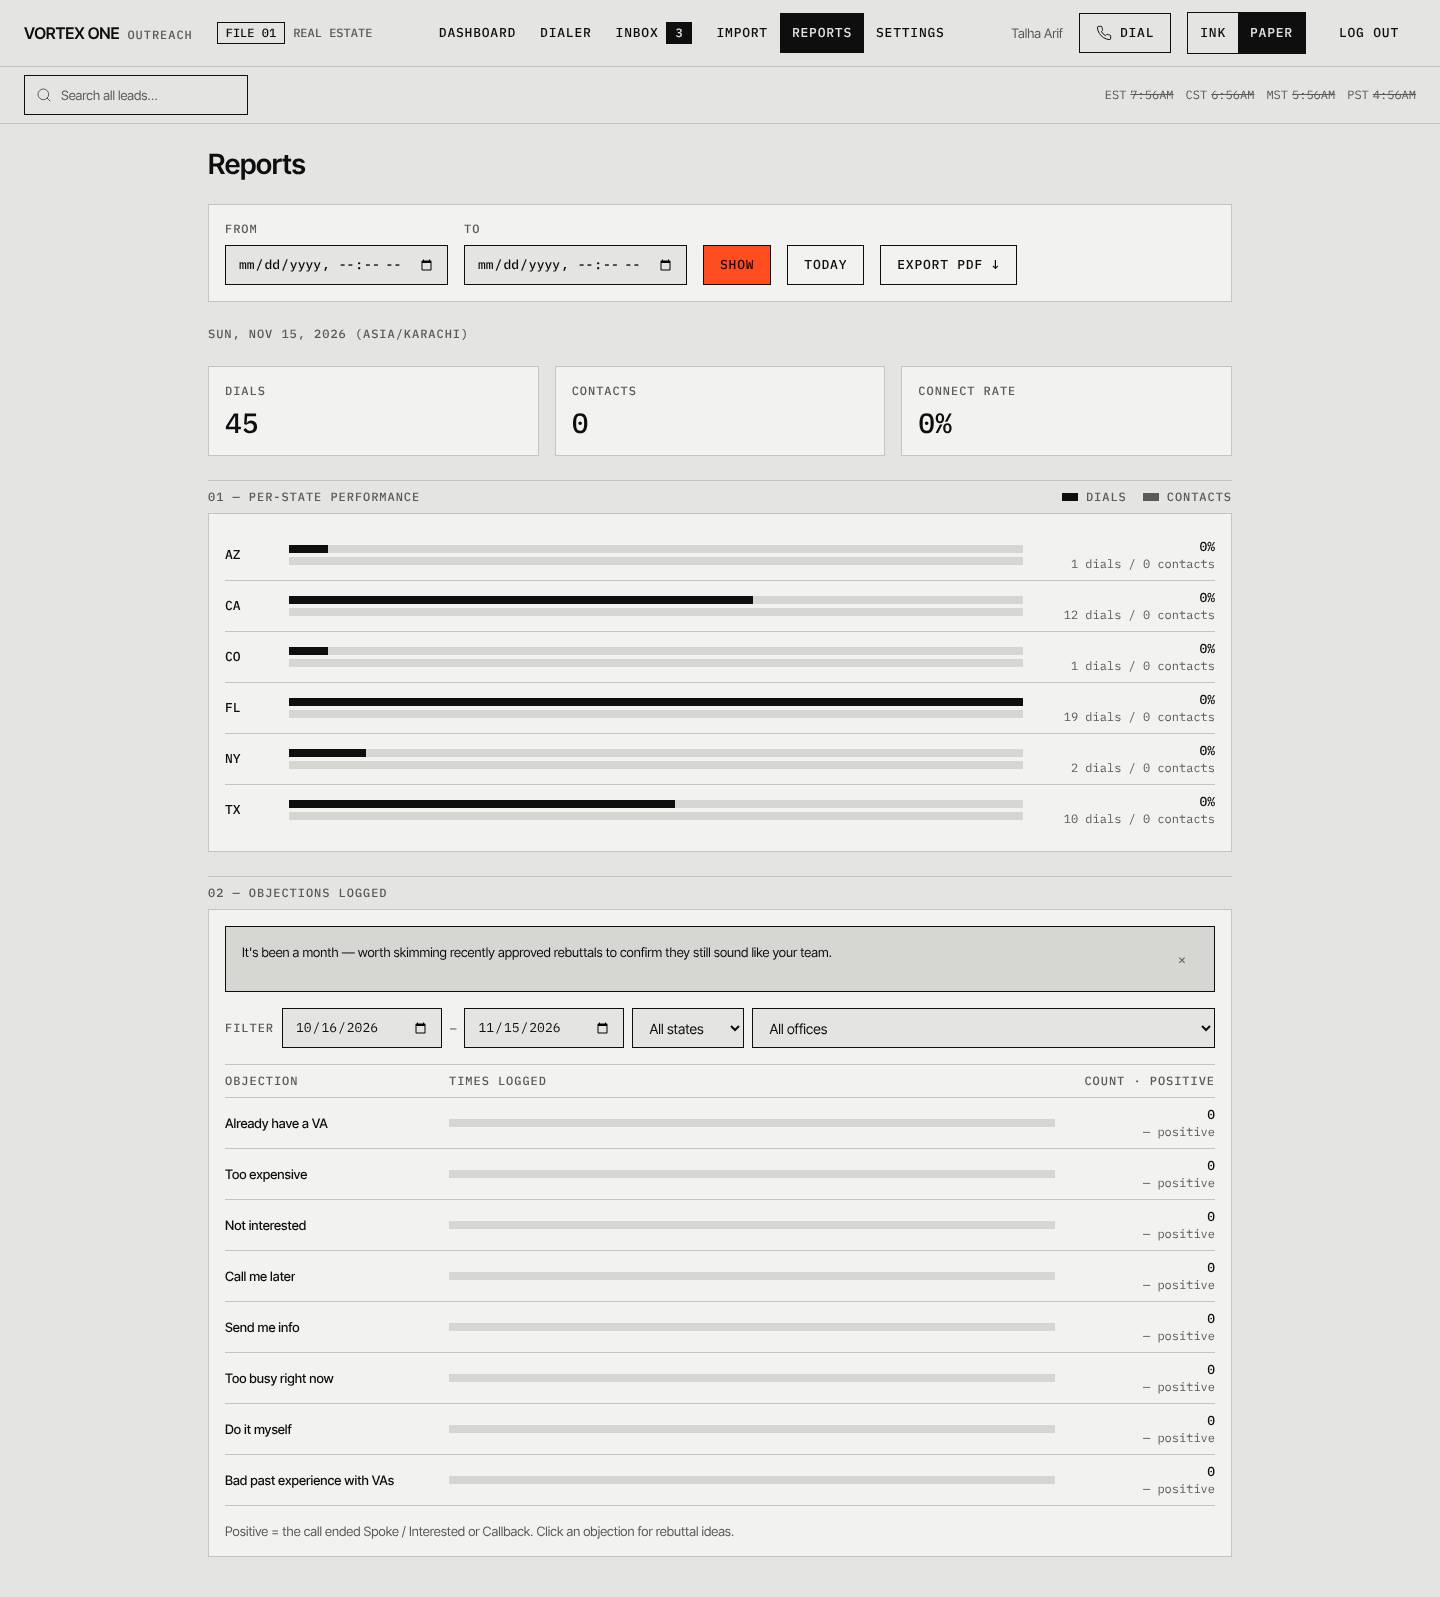 VORTEX ONE OUTREACH FILE 01 REAL ESTATE DASHBOARD DIALER INBOX 3 IMPORT REPORTS SETTINGS Talha Arif DIAL INK PAPER LOG OUT
Search all leads... EST 7:56AM CST 6:56AM MST 5:56AM PST 4:56AM
Reports
FROM TO
mm/dd/yyyy, --:-- -- mm/dd/yyyy, --:-- -- SHOW TODAY EXPORT PDF ↓
SUN, NOV 15, 2026 (ASIA/KARACHI)
DIALS CONTACTS CONNECT RATE
45 0 0%
01 — PER-STATE PERFORMANCE DIALS CONTACTS
AZ 0%
1 dials / 0 contacts
CA 0%
12 dials / 0 contacts
CO 0%
1 dials / 0 contacts
FL 0%
19 dials / 0 contacts
NY 0%
2 dials / 0 contacts
TX 0%
10 dials / 0 contacts
02 — OBJECTIONS LOGGED
It's been a month — worth skimming recently approved rebuttals to confirm they still sound like your team. ×
FILTER 10/16/2026 – 11/15/2026 All states All offices
OBJECTION TIMES LOGGED COUNT · POSITIVE
Already have a VA 0
— positive
Too expensive 0
— positive
Not interested 0
— positive
Call me later 0
— positive
Send me info 0
— positive
Too busy right now 0
— positive
Do it myself 0
— positive
Bad past experience with VAs 0
— positive
Positive = the call ended Spoke / Interested or Callback. Click an objection for rebuttal ideas.